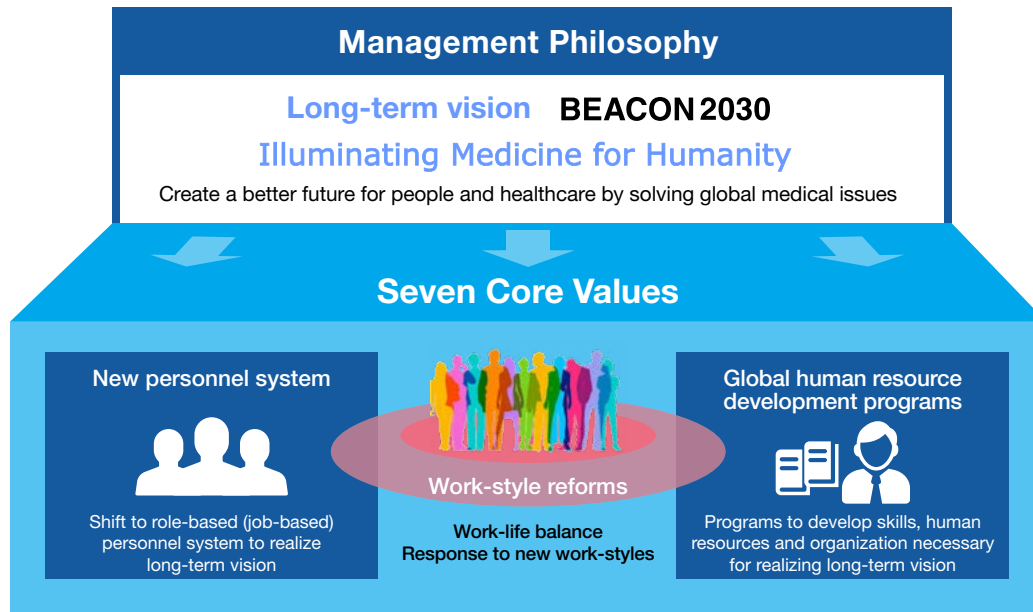 Management Philosophy
Long-term vision BEACON 2030
Illuminating Medicine for Humanity
Create a better future for people and healthcare by solving global medical issues
Seven Core Values
New personnel system
Shift to role-based (job-based)
personnel system to realize
long-term vision
Work-style reforms
Work-life balance
Response to new work-styles
Global human resource
development programs
Programs to develop skills, human
resources and organization necessary
for realizing long-term vision